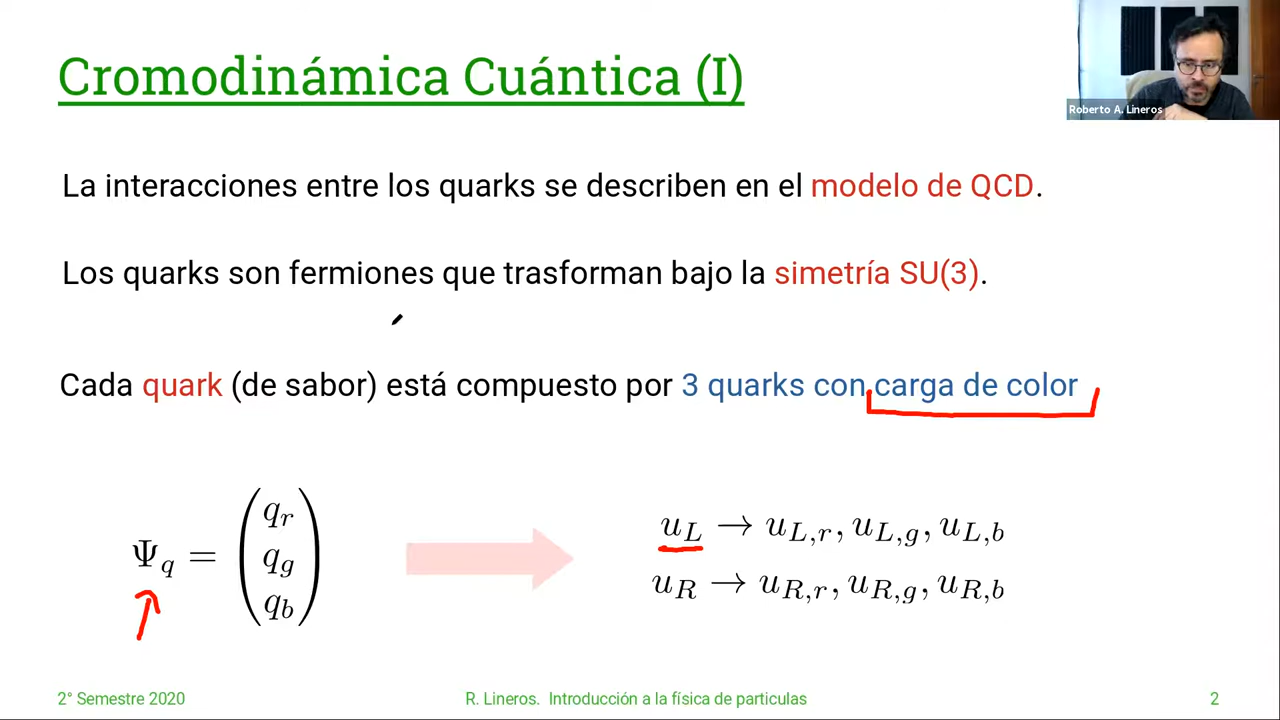 Cromodinámica Cuántica (I)
Roberto A. Lineros
La interacciones entre los quarks se describen en el modelo de QCD.
Los quarks son fermiones que trasforman bajo la simetría SU(3).
Cada quark (de sabor) está compuesto por 3 quarks con carga de color
Ψ_q = (q_r q_g q_b)
u_L → u_{L,r}, u_{L,g}, u_{L,b}
u_R → u_{R,r}, u_{R,g}, u_{R,b}
2° Semestre 2020
R. Lineros. Introducción a la física de particulas
2